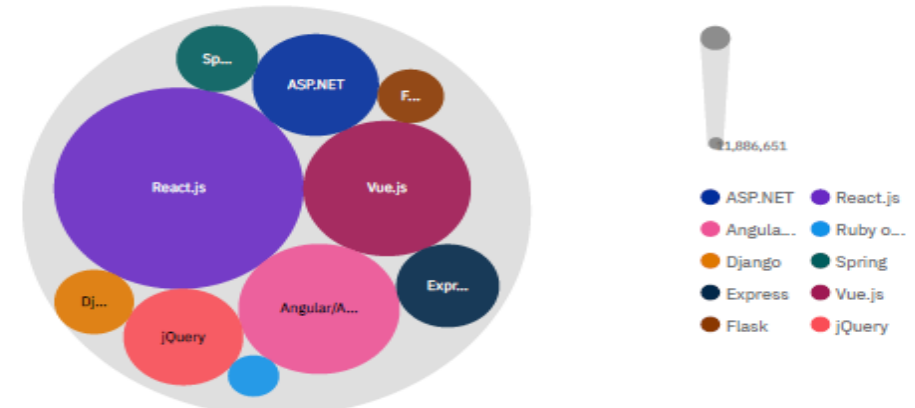 Sp...
ASP.NET
F...
React.js
Vue.js
Dj...
jQuery
Angular/A...
Expr...
11,886,651
ASP.NET
React.js
Angula...
Ruby o...
Django
Spring
Express
Vue.js
Flask
jQuery